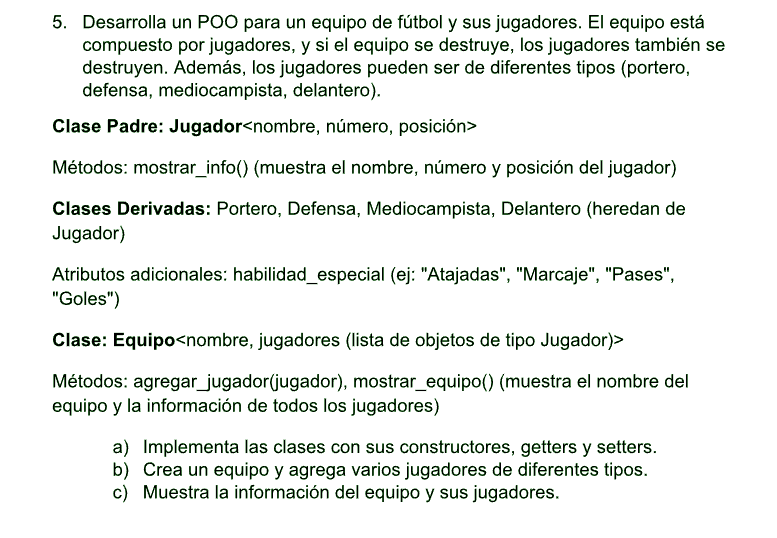 5. Desarrolla un POO para un equipo de fútbol y sus jugadores. El equipo está
compuesto por jugadores, y si el equipo se destruye, los jugadores también se
destruyen. Además, los jugadores pueden ser de diferentes tipos (portero,
defensa, mediocampista, delantero).
Clase Padre: Jugador<nombre, número, posición>
Métodos: mostrar_info() (muestra el nombre, número y posición del jugador)
Clases Derivadas: Portero, Defensa, Mediocampista, Delantero (heredan de
Jugador)
Atributos adicionales: habilidad_especial (ej: "Atajadas", "Marcaje", "Pases",
"Goles")
Clase: Equipo<nombre, jugadores (lista de objetos de tipo Jugador)>
Métodos: agregar_jugador(jugador), mostrar_equipo() (muestra el nombre del
equipo y la información de todos los jugadores)
a) Implementa las clases con sus constructores, getters y setters.
b) Crea un equipo y agrega varios jugadores de diferentes tipos.
c) Muestra la información del equipo y sus jugadores.